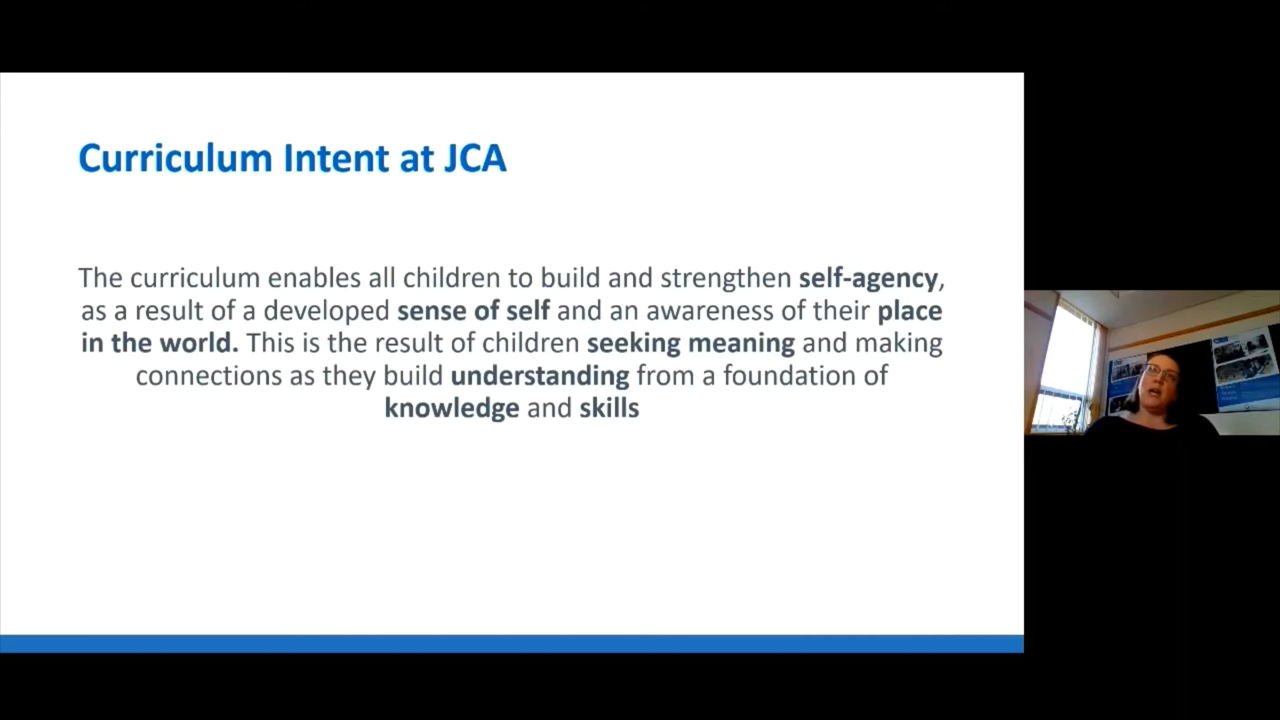 Curriculum Intent at JCA
The curriculum enables all children to build and strengthen self-agency,
as a result of a developed sense of self and an awareness of their place
in the world. This is the result of children seeking meaning and making
connections as they build understanding from a foundation of
knowledge and skills